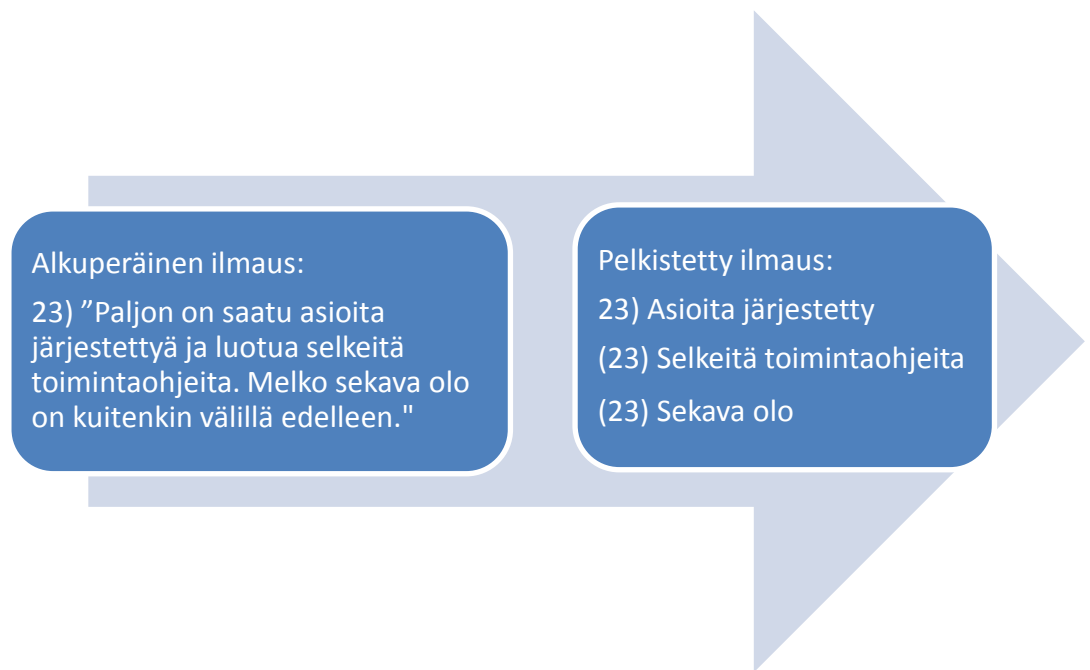 Alkuperäinen ilmaus:
23) ”Paljon on saatu asioita
järjestettyä ja luotua selkeitä
toimintaohjeita. Melko sekava olo
on kuitenkin välillä edelleen."
Pelkistetty ilmaus:
23) Asioita järjestetty
(23) Selkeitä toimintaohjeita
(23) Sekava olo